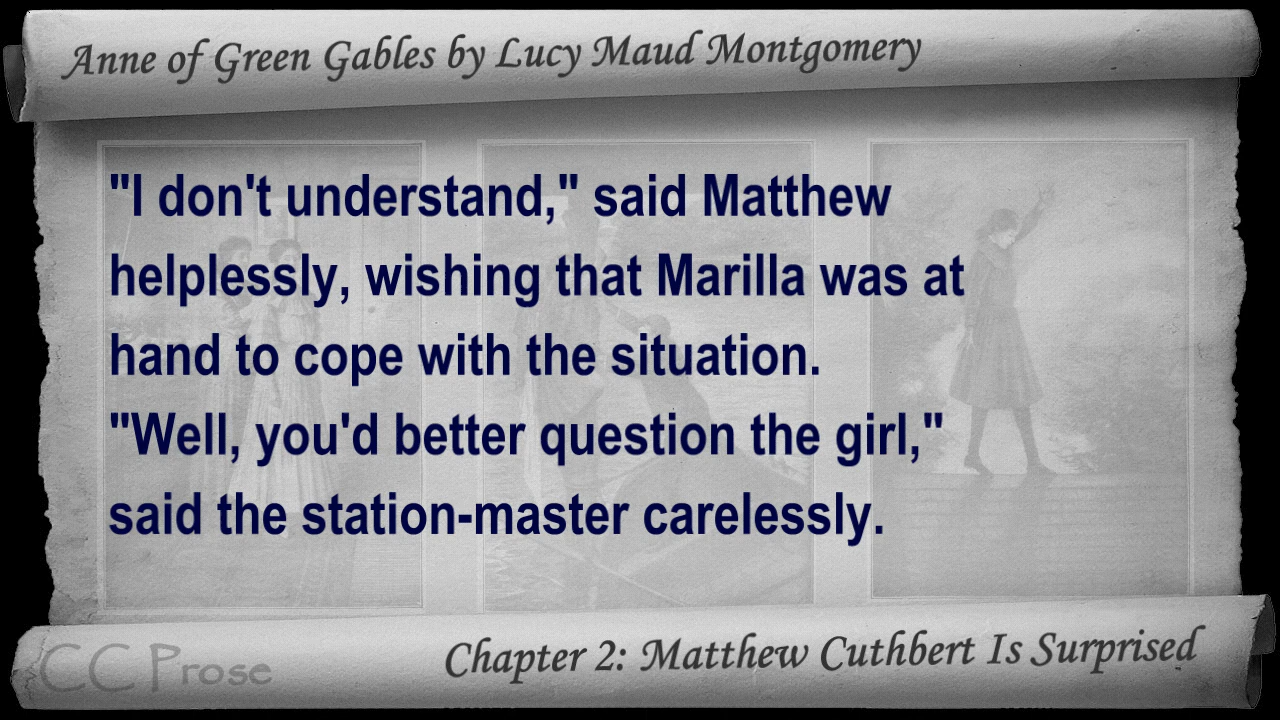 Anne of Green Gables by Lucy Maud Montgomery
"I don't understand," said Matthew
helplessly, wishing that Marilla was at
hand to cope with the situation.
"Well, you'd better question the girl,"
said the station-master carelessly.
CC Prose
Chapter 2: Matthew Cuthbert Is Surprised